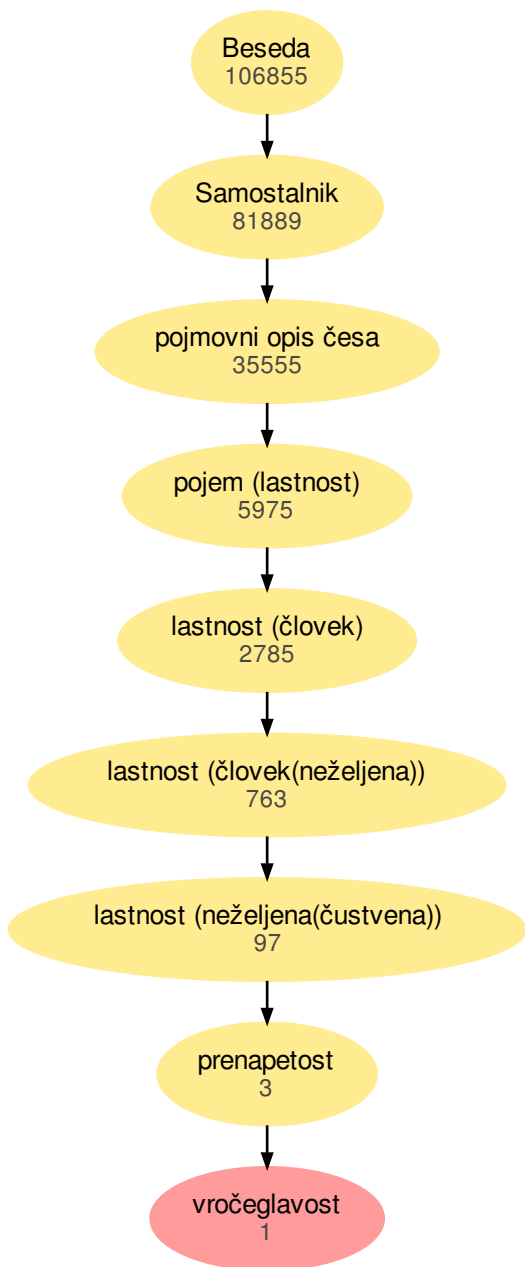 Beseda
106855
Samostalnik
81889
pojmovni opis česa
35555
pojem (lastnost)
5975
lastnost (človek)
2785
lastnost (človek(neželjena))
763
lastnost (neželjena(čustvena))
97
prenapetost
3
vročeglavost
1